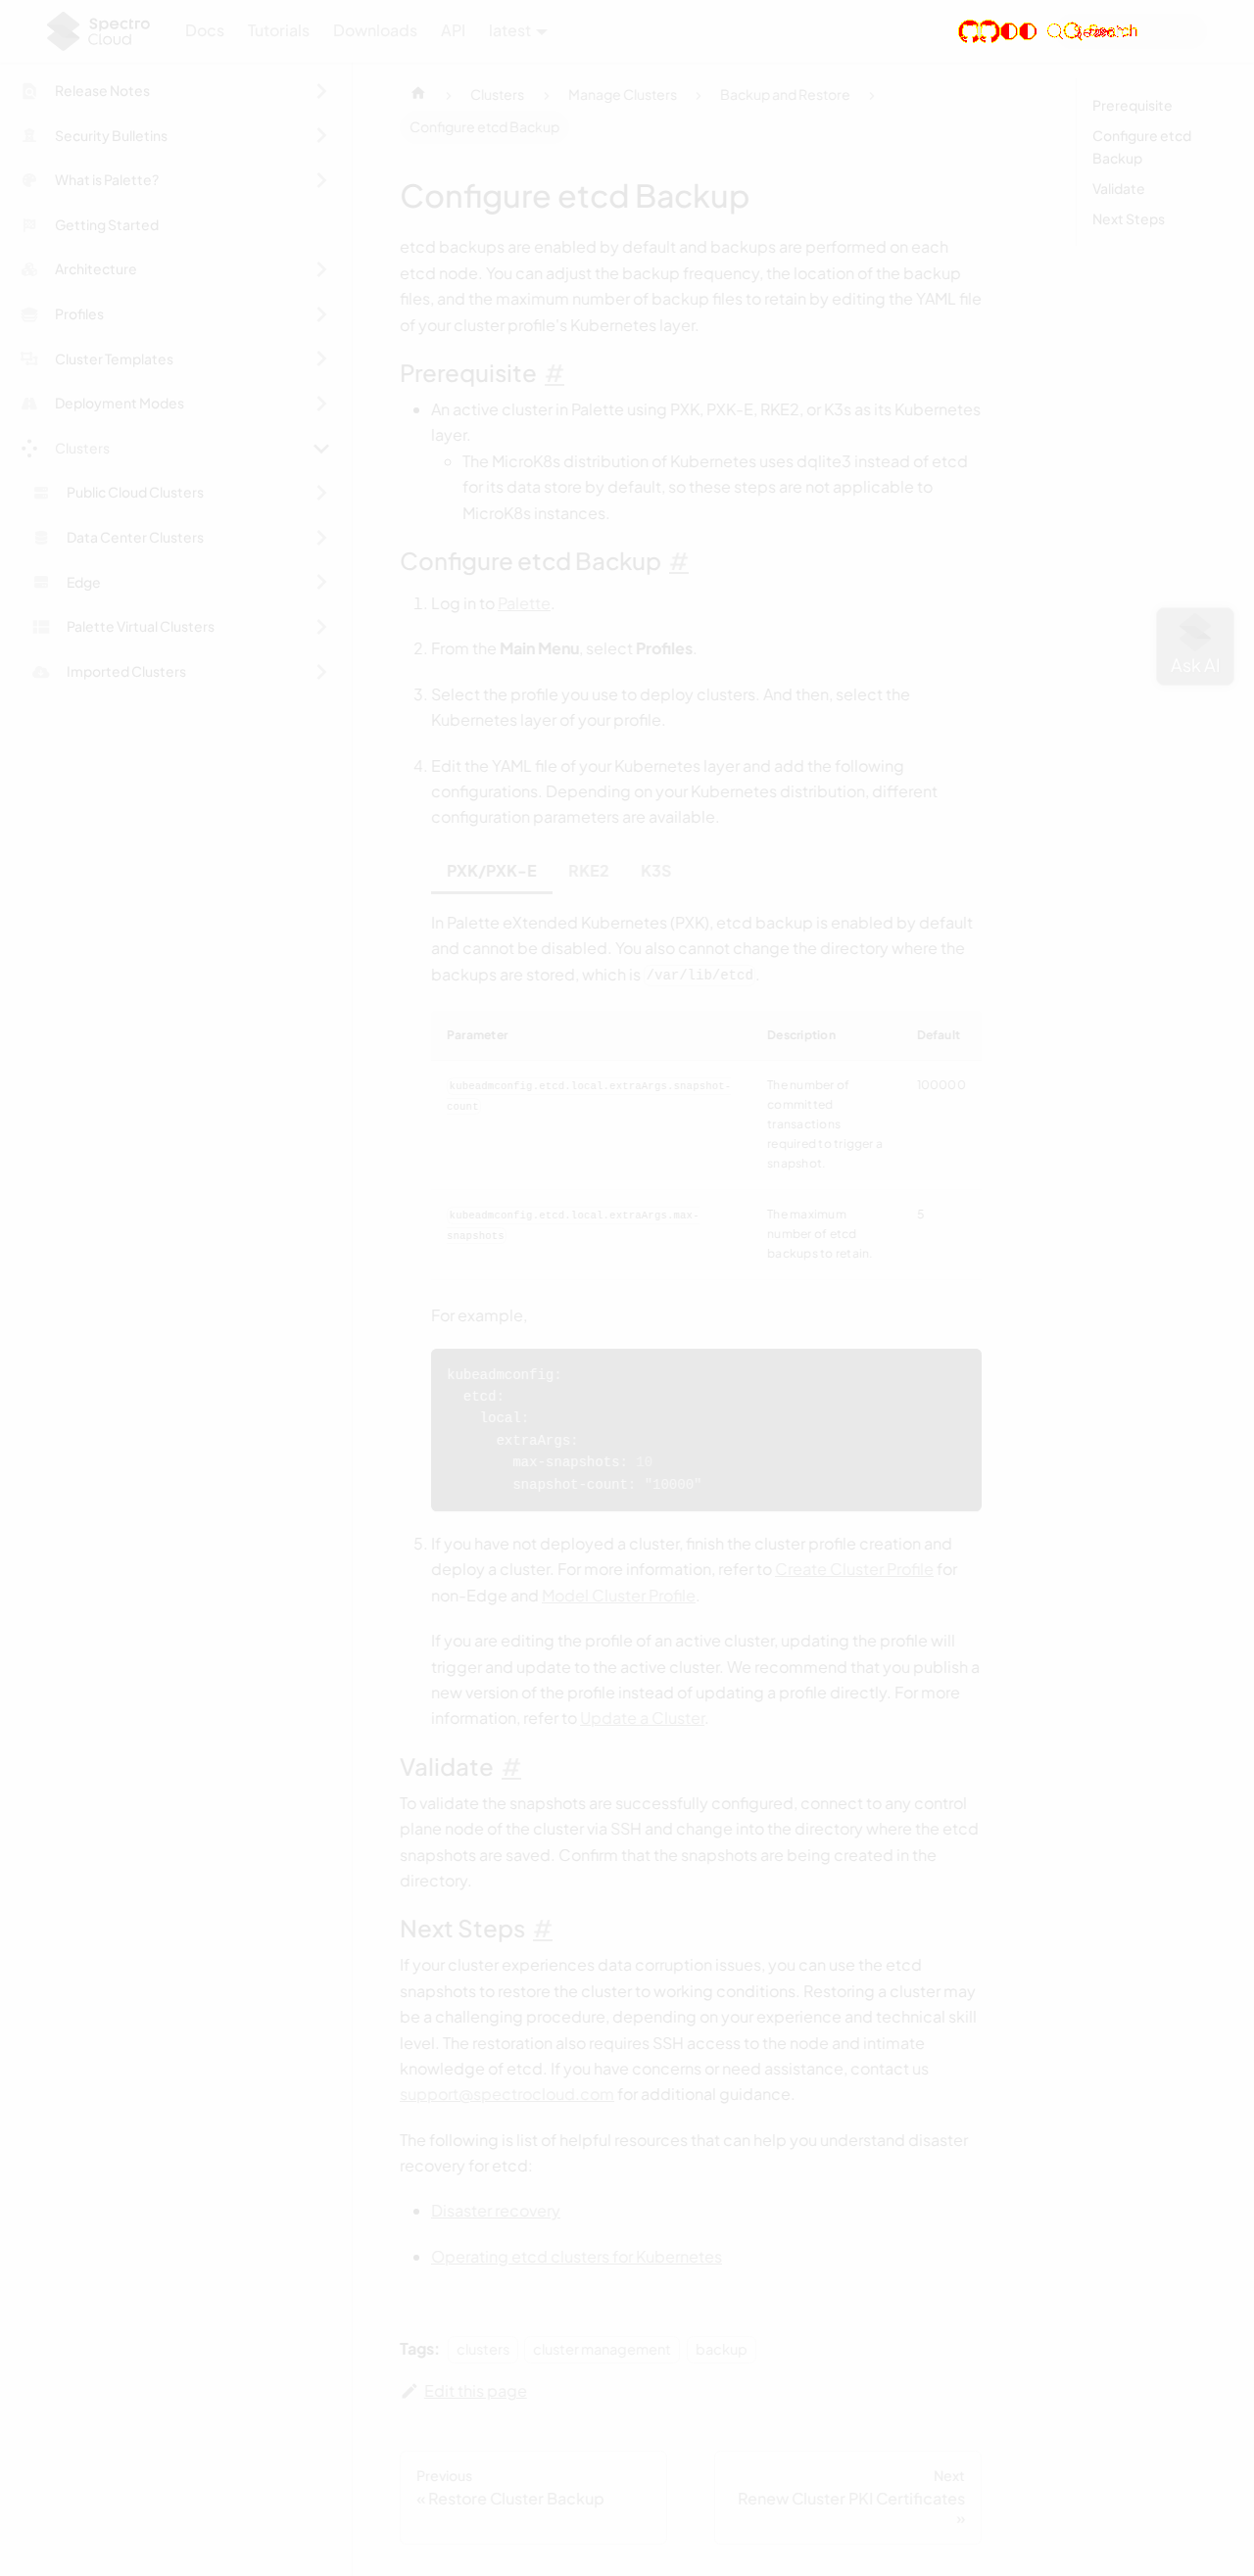 Spectro
Cloud
Docs
Tutorials
Downloads
API
latest
Search
Release Notes
Security Bulletins
What is Palette?
Getting Started
Architecture
Profiles
Cluster Templates
Deployment Modes
Clusters
Public Cloud Clusters
Data Center Clusters
Edge
Palette Virtual Clusters
Imported Clusters
Clusters
Manage Clusters
Backup and Restore
Configure etcd Backup
Configure etcd Backup
etcd backups are enabled by default and backups are performed on each
etcd node. You can adjust the backup frequency, the location of the backup
files, and the maximum number of backup files to retain by editing the YAML file
of your cluster profile's Kubernetes layer.
Prerequisite #
An active cluster in Palette using PXK, PXK-E, RKE2, or K3s as its Kubernetes
layer.
The MicroK8s distribution of Kubernetes uses dqlite3 instead of etcd
for its data store by default, so these steps are not applicable to
MicroK8s instances.
Configure etcd Backup #
1. Log in to Palette.
2. From the Main Menu, select Profiles.
3. Select the profile you use to deploy clusters. And then, select the
Kubernetes layer of your profile.
4. Edit the YAML file of your Kubernetes layer and add the following
configurations. Depending on your Kubernetes distribution, different
configuration parameters are available.
PXK/PXK-E
RKE2
K3S
In Palette eXtended Kubernetes (PXK), etcd backup is enabled by default
and cannot be disabled. You also cannot change the directory where the
backups are stored, which is /var/lib/etcd.
Parameter
Description
Default
kubeadmconfig.etcd.local.extraArgs.snapshot-
count
The number of
committed
transactions
required to trigger a
snapshot.
100000
kubeadmconfig.etcd.local.extraArgs.max-
snapshots
The maximum
number of etcd
backups to retain.
5
For example.
kubeadmconfig:
etcd:
local:
extraArgs:
max-snapshots: 10
snapshot-count: "10000"
5. If you have not deployed a cluster, finish the cluster profile creation and
deploy a cluster. For more information, refer to Create Cluster Profile for
non-Edge and Model Cluster Profile.
If you are editing the profile of an active cluster, updating the profile will
trigger and update to the active cluster. We recommend that you publish a
new version of the profile instead of updating a profile directly. For more
information, refer to Update a Cluster.
Validate #
To validate the snapshots are successfully configured, connect to any control
plane node of the cluster via SSH and change into the directory where the etcd
snapshots are saved. Confirm that the snapshots are being created in the
directory.
Next Steps #
If your cluster experiences data corruption issues, you can use the etcd
snapshots to restore the cluster to working conditions. Restoring a cluster may
be a challenging procedure, depending on your experience and technical skill
level. The restoration also requires SSH access to the node and intimate
knowledge of etcd. If you have concerns or need assistance, contact us
support@spectrocloud.com for additional guidance.
The following is list of helpful resources that can help you understand disaster
recovery for etcd:
Disaster recovery
Operating etcd clusters for Kubernetes
Tags: clusters cluster management backup
Edit this page
Previous
« Restore Cluster Backup
Next
Renew Cluster PKI Certificates
»
Prerequisite
Configure etcd
Backup
Validate
Next Steps
Ask AI